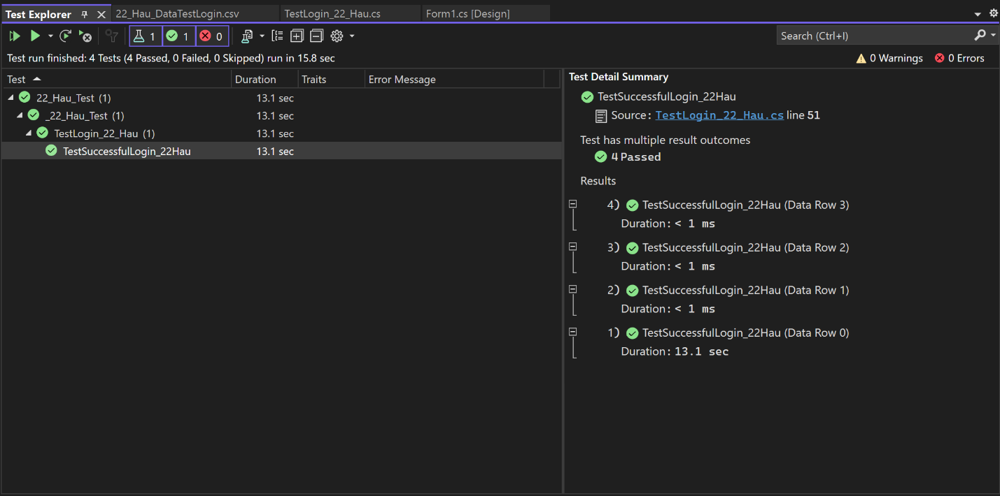 Test Explorer
22_Hau_DataTestLogin.csv
TestLogin_22_Hau.cs
Form1.cs [Design]
1
1
0
Search (Ctrl+I)
Test run finished: 4 Tests (4 Passed, 0 Failed, 0 Skipped) run in 15.8 sec
0 Warnings
0 Errors
Test
Duration
Traits
Error Message
22_Hau_Test (1)
13.1 sec
_22_Hau_Test (1)
13.1 sec
TestLogin_22_Hau (1)
13.1 sec
TestSuccessfulLogin_22Hau
13.1 sec
Test Detail Summary
TestSuccessfulLogin_22Hau
Source: TestLogin_22_Hau.cs line 51
Test has multiple result outcomes
4 Passed
Results
4) TestSuccessfulLogin_22Hau (Data Row 3)
Duration: < 1 ms
3) TestSuccessfulLogin_22Hau (Data Row 2)
Duration: < 1 ms
2) TestSuccessfulLogin_22Hau (Data Row 1)
Duration: < 1 ms
1) TestSuccessfulLogin_22Hau (Data Row 0)
Duration: 13.1 sec